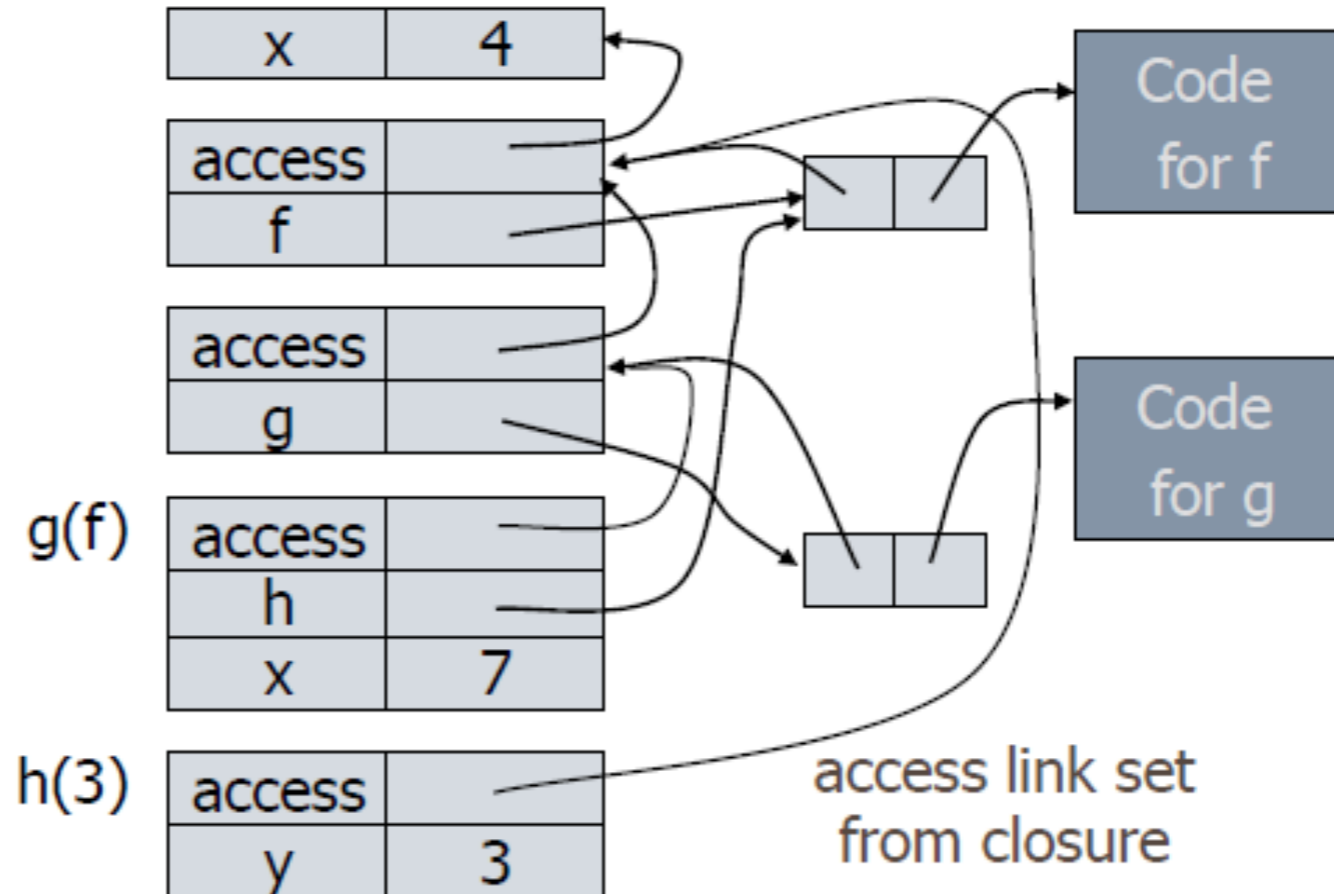 x 4
access
f
access
g
g(f)
access
h
x 7
h(3)
access
y 3
Code
for f
Code
for g
access link set
from closure